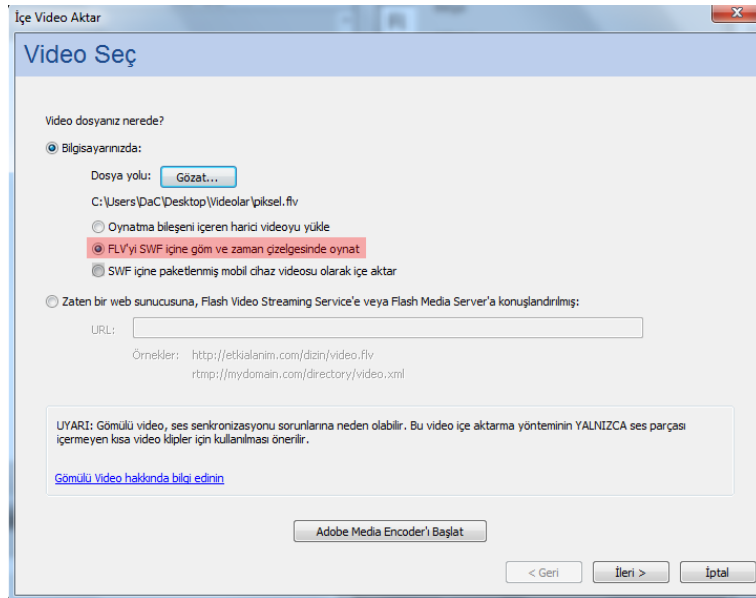 İçe Video Aktar
Video Seç
Video dosyanız nerede?
Bilgisayarınızda:
Dosya yolu: Gözat...
C:\Users\DaC\Desktop\Videolar\piksel.flv
Oynatma bileşeni içeren harici videoyu yükle
FLV'yi SWF içine göm ve zaman çizelgesinde oynat
SWF içine paketlenmiş mobil cihaz videosu olarak içe aktar
Zaten bir web sunucusuna, Flash Video Streaming Service'e veya Flash Media Server'a konuşlandırılmış:
URL:
Örnekler: http://etkialanim.com/dizin/video.flv
rtmp://mydomain.com/directory/video.xml
UYARI: Gömülü video, ses senkronizasyonu sorunlarına neden olabilir. Bu video içe aktarma yönteminin YALNIZCA ses parçası
içermeyen kısa video klipler için kullanılması önerilir.
Gömülü Video hakkında bilgi edinin
Adobe Media Encoder'ı Başlat
< Geri İleri > İptal